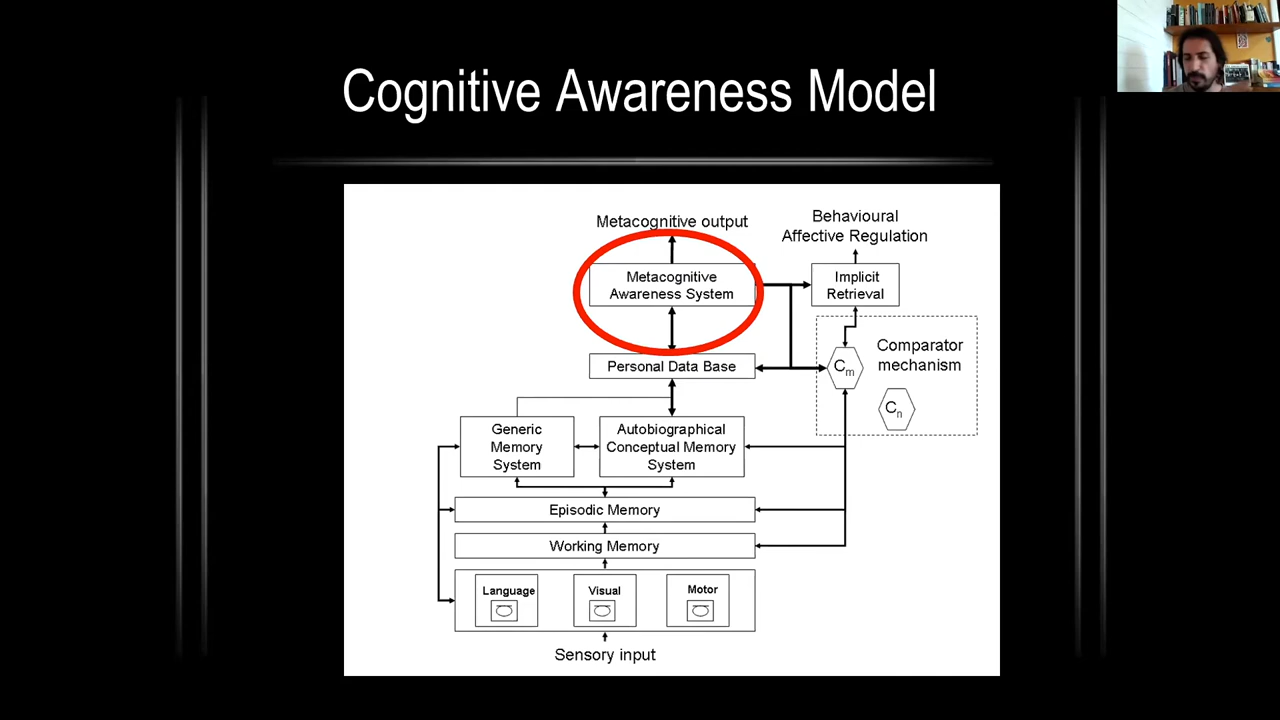 Cognitive Awareness Model
Metacognitive output
Behavioural
Affective Regulation
Metacognitive
Awareness System
Implicit
Retrieval
Comparator
mechanism
Personal Data Base
Cm
Cn
Generic
Memory
System
Autobiographical
Conceptual Memory
System
Episodic Memory
Working Memory
Language
Visual
Motor
Sensory input